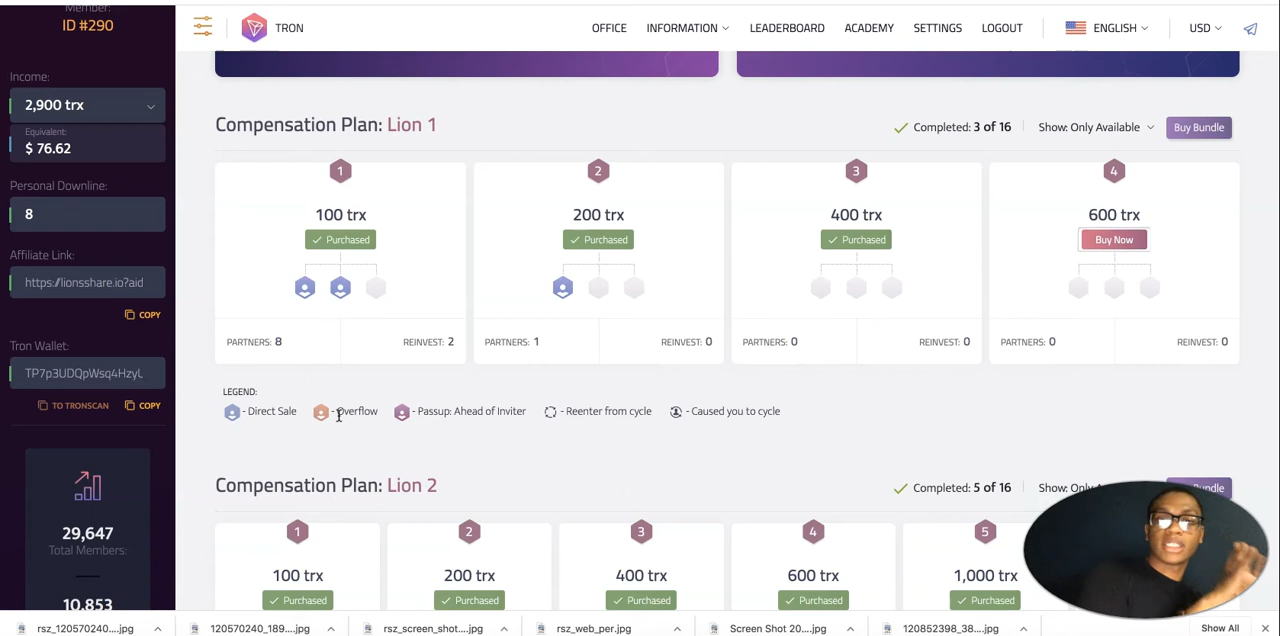 Member:
ID #290
Income:
2,900 trx
Equivalent:
$ 76.62
Personal Downline:
8
Affiliate Link:
https://lionsshare.io?aid
COPY
Tron Wallet:
TP7p3UDQpWsq4HzyL
TO TRONSCAN COPY
29,647
Total Members:
10,853
TRON OFFICE INFORMATION LEADERBOARD ACADEMY SETTINGS LOGOUT ENGLISH USD
Compensation Plan: Lion 1 Completed: 3 of 16 Show: Only Available Buy Bundle
1 2 3 4
100 trx 200 trx 400 trx 600 trx
Purchased Purchased Purchased Buy Now
PARTNERS: 8 REINVEST: 2 PARTNERS: 1 REINVEST: 0 PARTNERS: 0 REINVEST: 0 PARTNERS: 0 REINVEST: 0
LEGEND:
- Direct Sale - Overflow - Passup: Ahead of Inviter - Reenter from cycle - Caused you to cycle
Compensation Plan: Lion 2 Completed: 5 of 16 Show: Only Bundle
1 2 3 4 5
100 trx 200 trx 400 trx 600 trx 1,000 trx
Purchased Purchased Purchased Purchased Purchased
rsz_120570240....jpg 120570240_189....jpg rsz_screen_shot....jpg rsz_web_per.jpg Screen Shot 20....jpg 120852398_38....jpg Show All